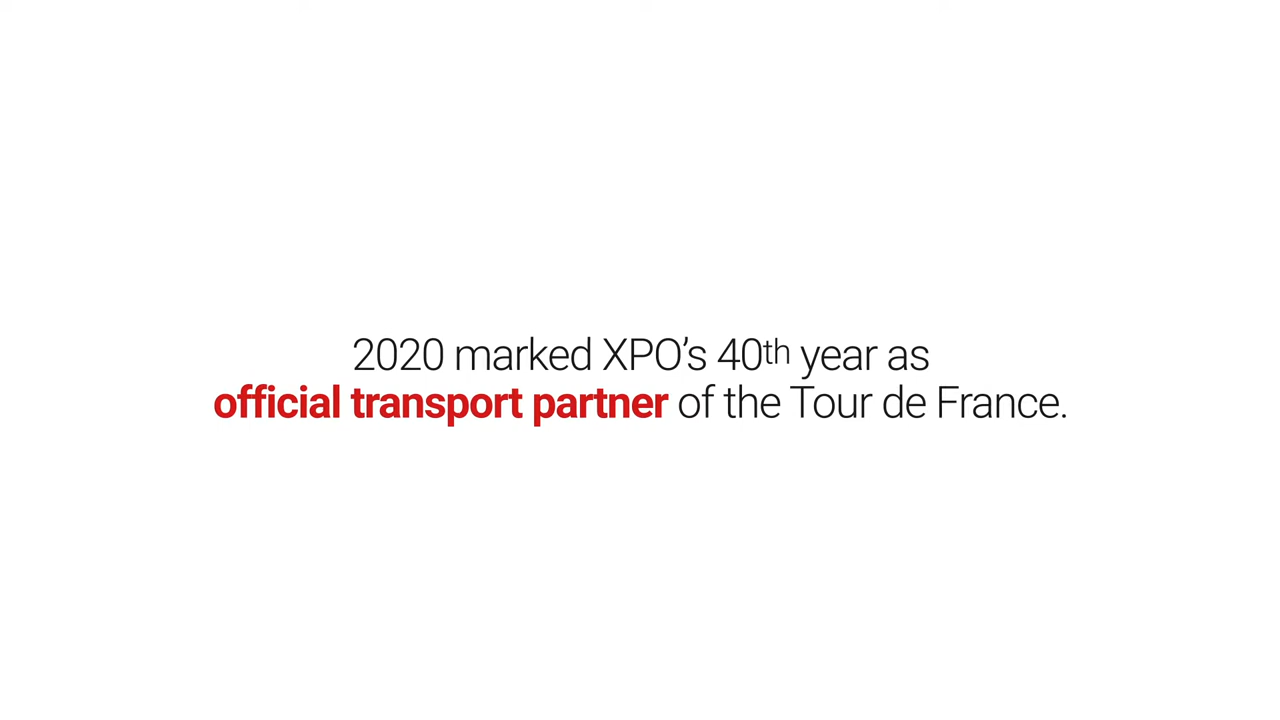 2020 marked XPO’s 40th year as
official transport partner of the Tour de France.